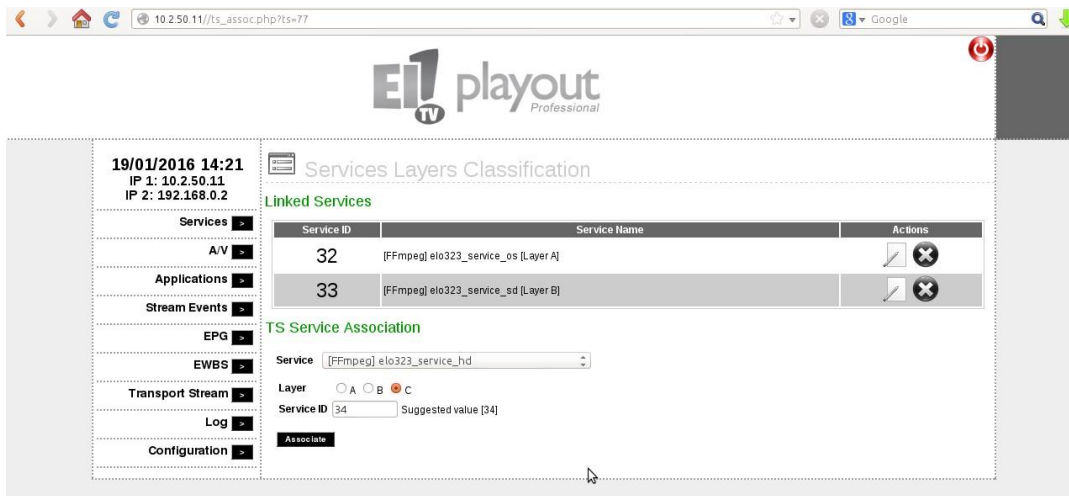 10.2.50.11//ts_assoc.php?ts=77
Google
EiTV playout
Professional
19/01/2016 14:21
IP 1: 10.2.50.11
IP 2: 192.168.0.2
Services >
A/V >
Applications >
Stream Events >
EPG >
EWBS >
Transport Stream >
Log >
Configuration >
Services Layers Classification
Linked Services
Service ID Service Name Actions
32 [FFmpeg] elo323_service_os [Layer A]
33 [FFmpeg] elo323_service_sd [Layer B]
TS Service Association
Service [FFmpeg] elo323_service_hd
Layer A B C
Service ID 34 Suggested value [34]
Associate